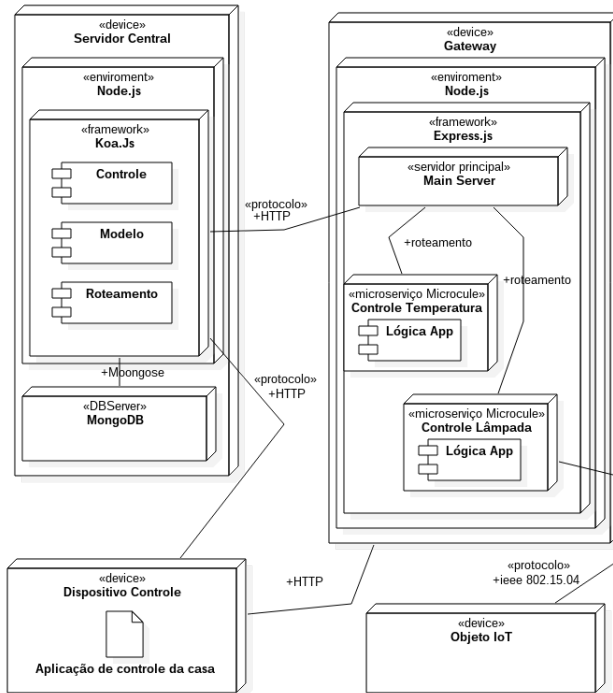 «device»
Servidor Central
«enviroment»
Node.js
«framework»
Koa.Js
Controle
Modelo
Roteamento
+Moongose
«DBServer»
MongoDB
«protocolo»
+HTTP
«protocolo»
+HTTP
«device»
Gateway
«enviroment»
Node.js
«framework»
Express.js
«servidor principal»
Main Server
+roteamento
+roteamento
«microserviço Microcule»
Controle Temperatura
Lógica App
«microserviço Microcule»
Controle Lâmpada
Lógica App
«device»
Dispositivo Controle
Aplicação de controle da casa
+HTTP
«protocolo»
+ieee 802.15.04
«device»
Objeto IoT